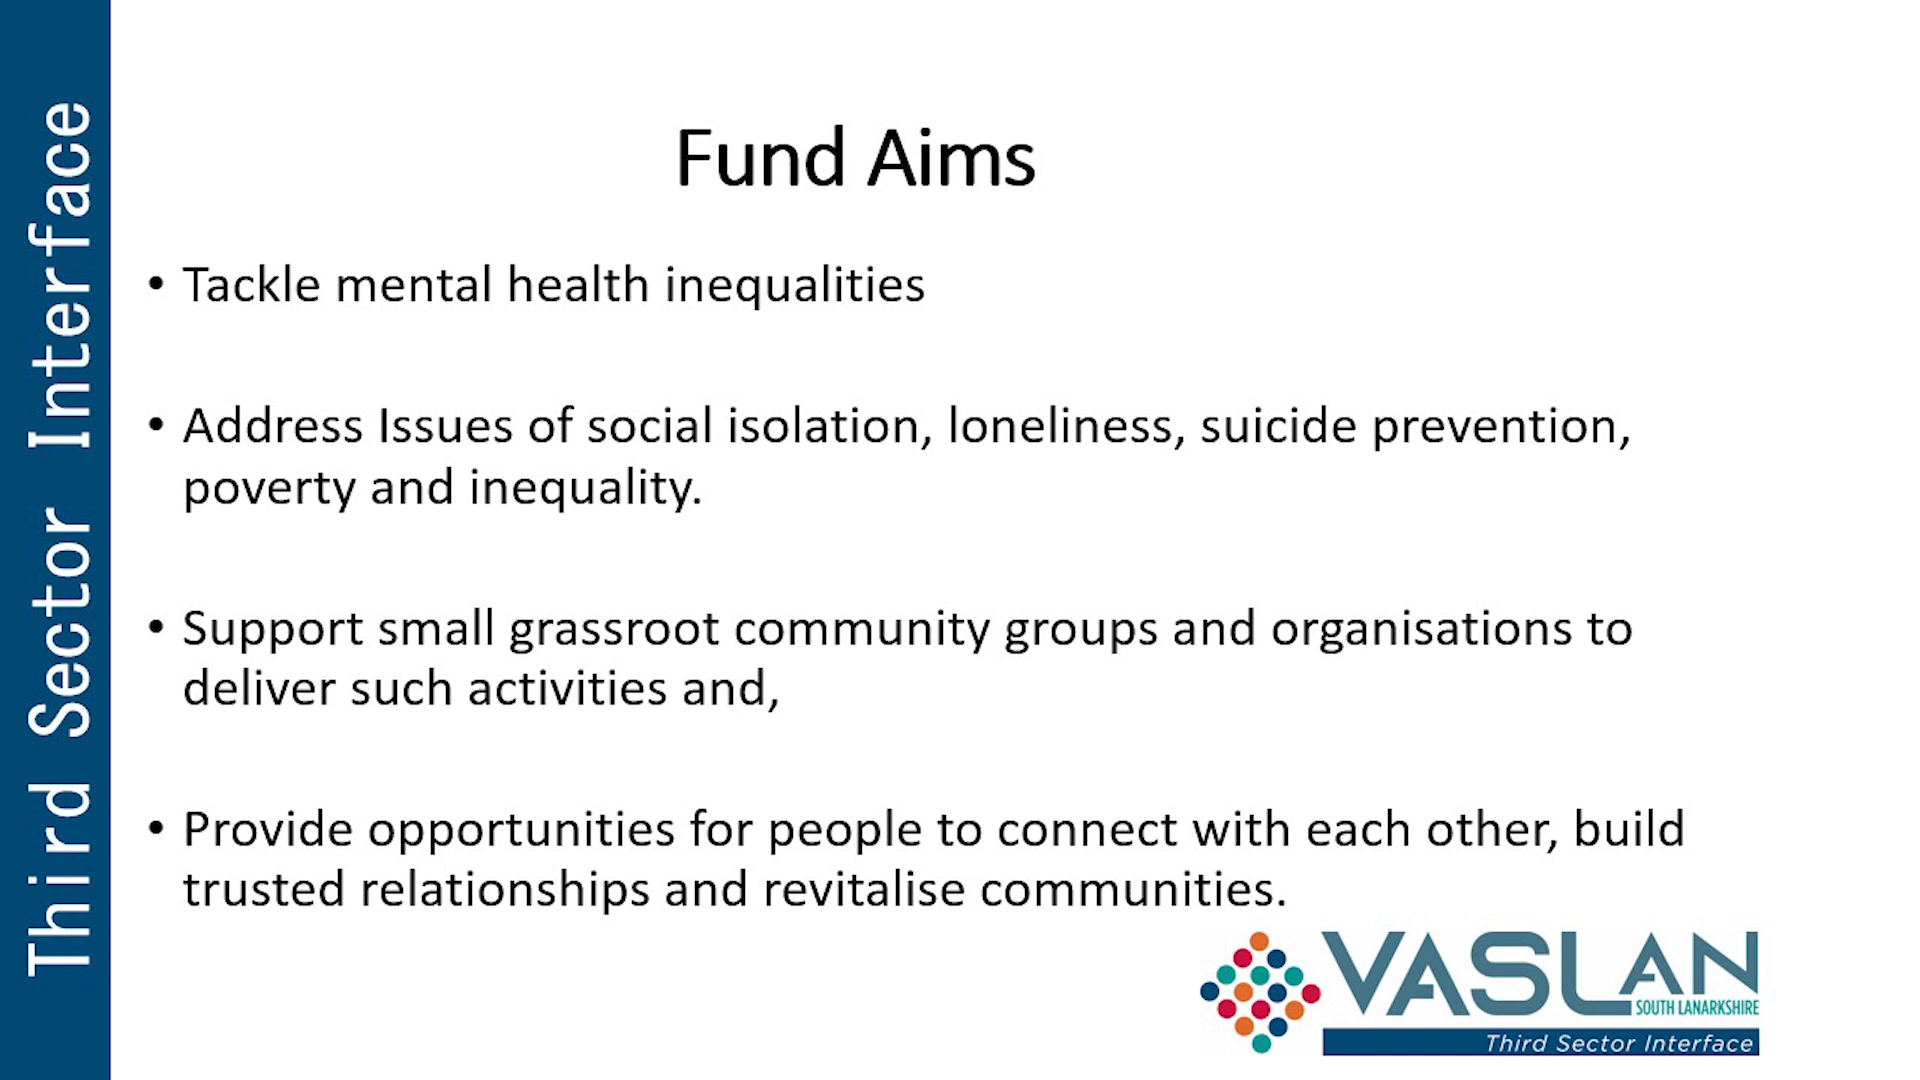 Third Sector Interface
Fund Aims
• Tackle mental health inequalities
• Address Issues of social isolation, loneliness, suicide prevention,
poverty and inequality.
• Support small grassroot community groups and organisations to
deliver such activities and,
• Provide opportunities for people to connect with each other, build
trusted relationships and revitalise communities.
VASLAN
SOUTH LANARKSHIRE
Third Sector Interface